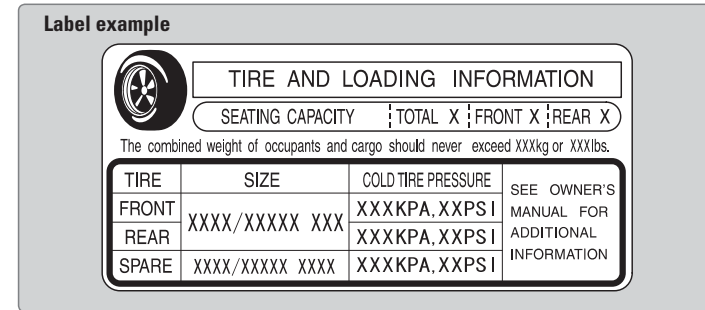 Label example
TIRE AND LOADING INFORMATION
SEATING CAPACITY TOTAL X FRONT X REAR X
The combined weight of occupants and cargo should never exceed XXXkg or XXXlbs.
TIRE SIZE COLD TIRE PRESSURE SEE OWNER'S MANUAL FOR ADDITIONAL INFORMATION
FRONT XXXX/XXXXX XXX XXXKPA,XXPSI
REAR XXXKPA,XXPSI
SPARE XXXX/XXXXX XXXX XXXKPA,XXPSI